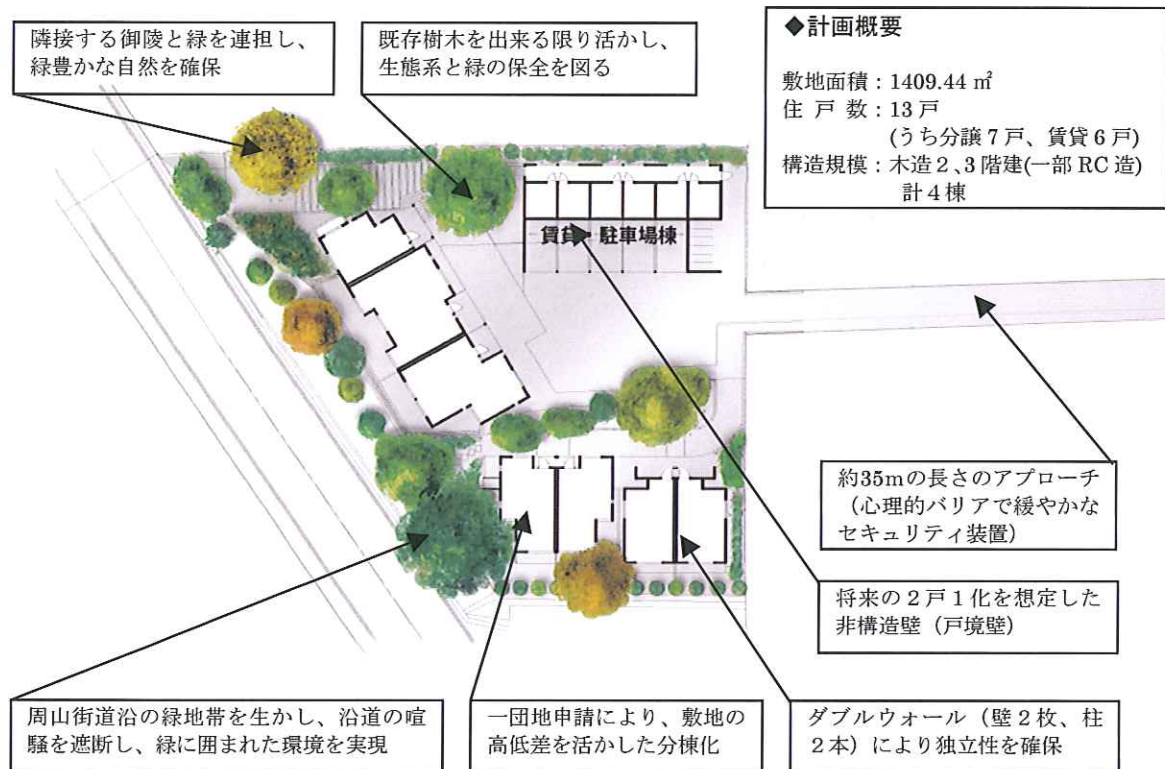 隣接する御陵と緑を連担し、
緑豊かな自然を確保
既存樹木を出来る限り活かし、
生態系と緑の保全を図る
◆計画概要
敷地面積：1409.44 ㎡
住 戸 数：13 戸
(うち分譲 7 戸、賃貸 6 戸)
構造規模：木造２、３階建(一部 RC 造)
計４棟
賃貸・駐車場棟
約35mの長さのアプローチ
（心理的バリアで緩やかな
セキュリティ装置）
将来の２戸１化を想定した
非構造壁（戸境壁）
周山街道沿の緑地帯を生かし、沿道の喧
騒を遮断し、緑に囲まれた環境を実現
一団地申請により、敷地の
高低差を活かした分棟化
ダブルウォール（壁２枚、柱
２本）により独立性を確保